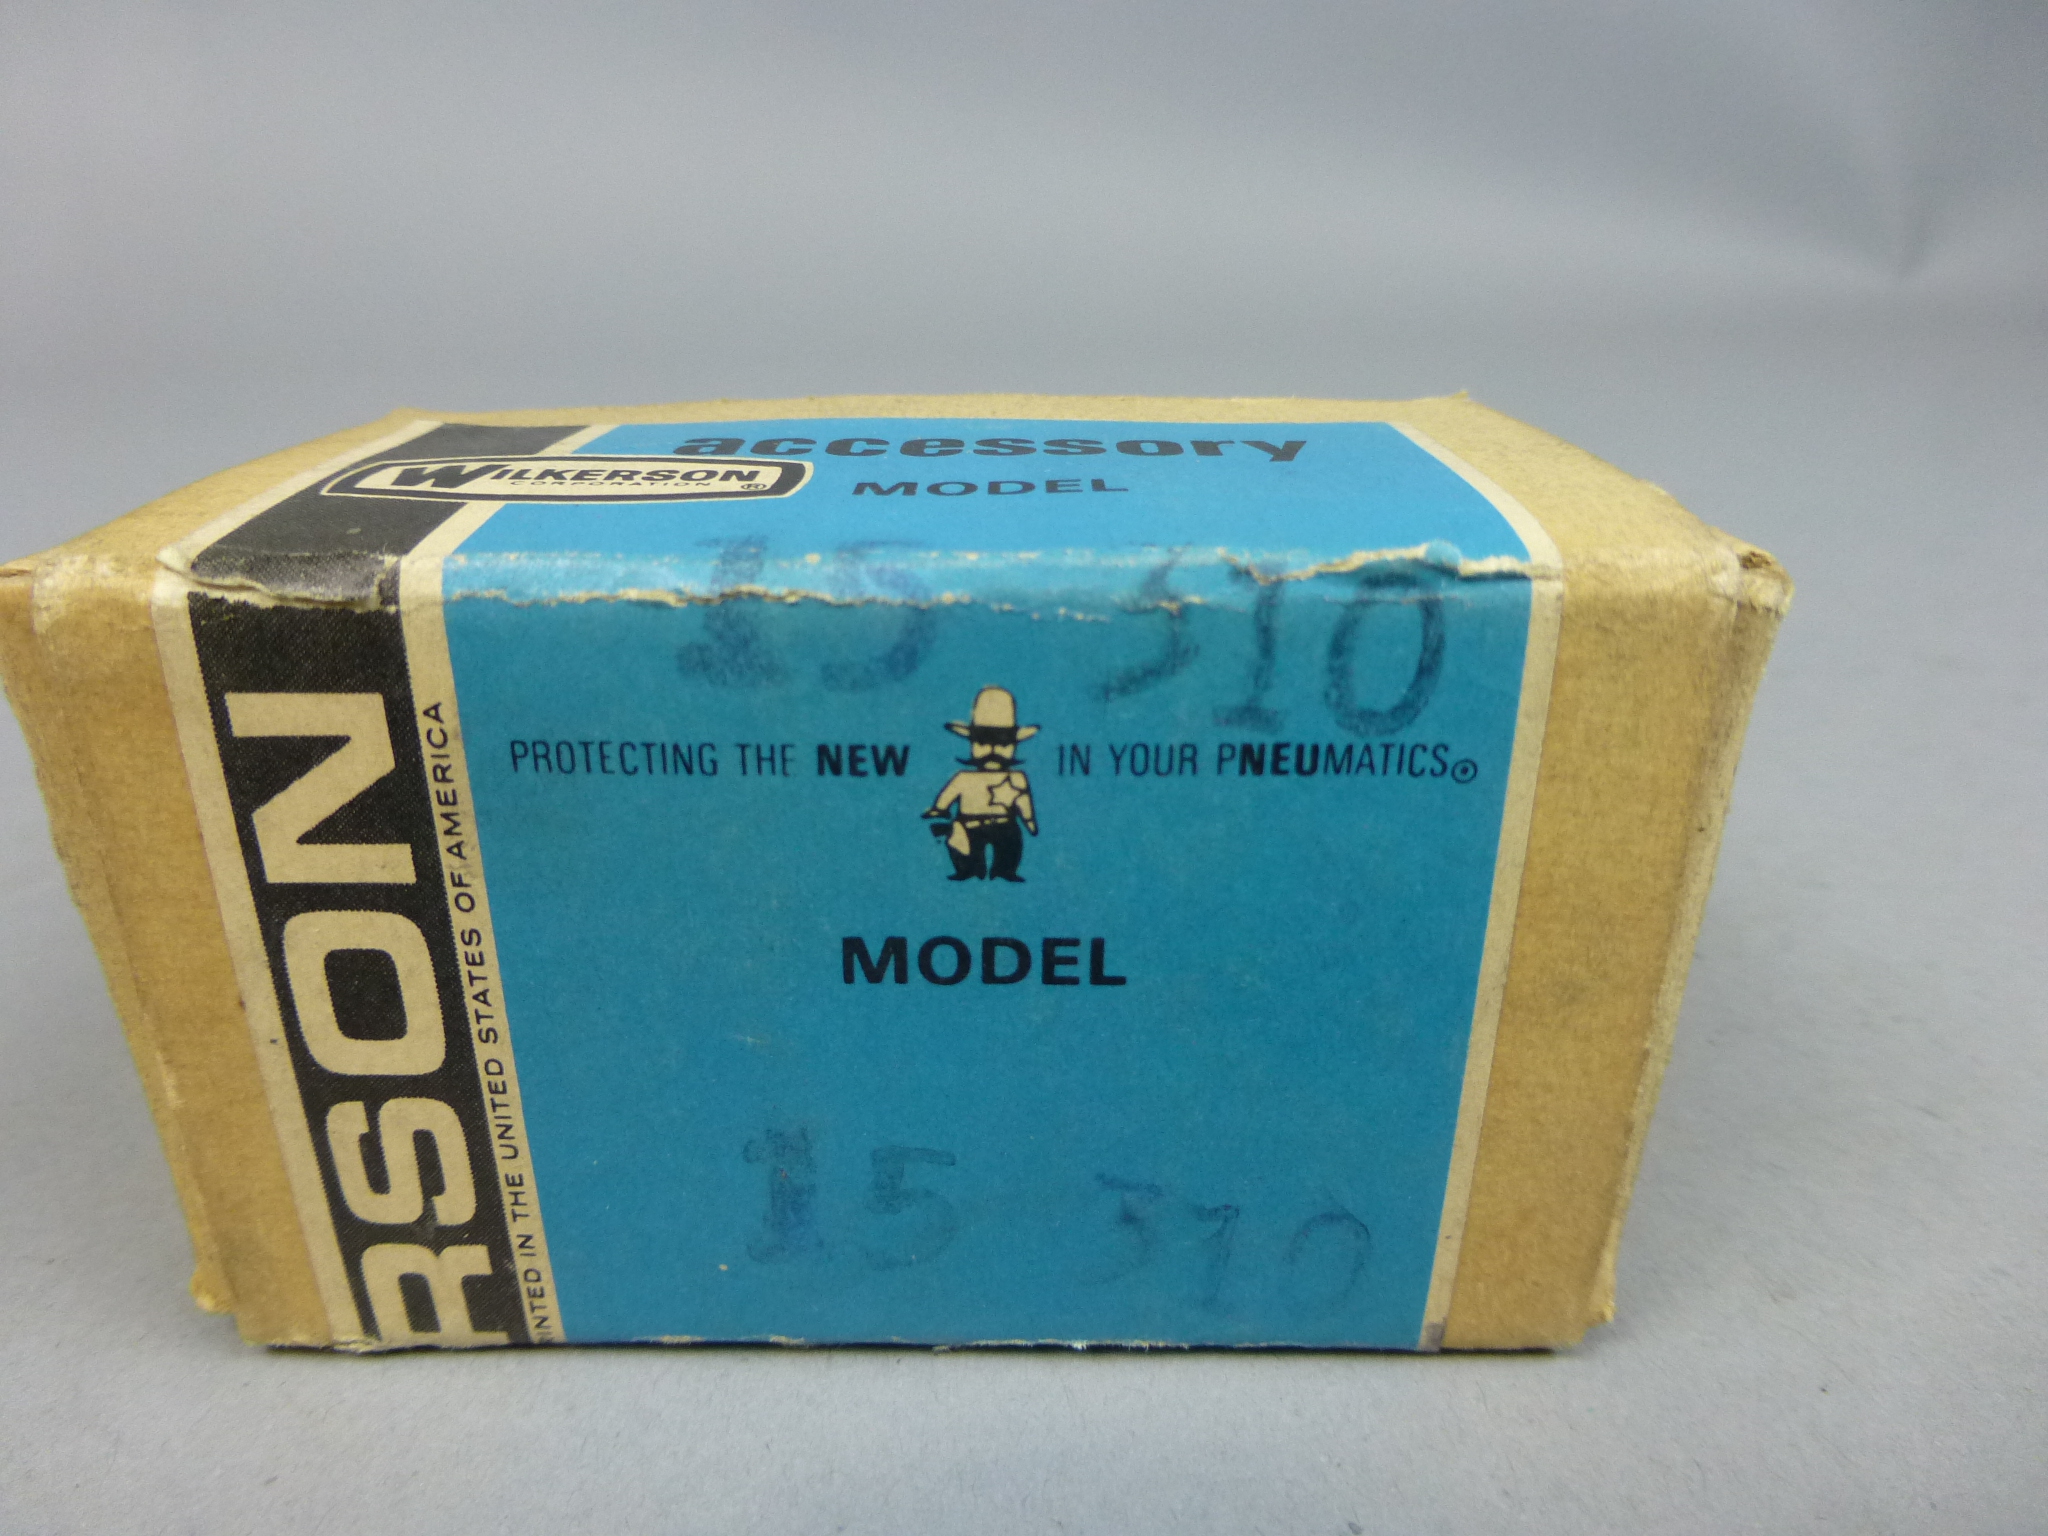 accessory
WILKERSON
CORPORATION ®
MODEL
15 310
PROTECTING THE NEW IN YOUR PNEUMATICS©
MODEL
15 310
RSON
INTED IN THE UNITED STATES OF AMERICA